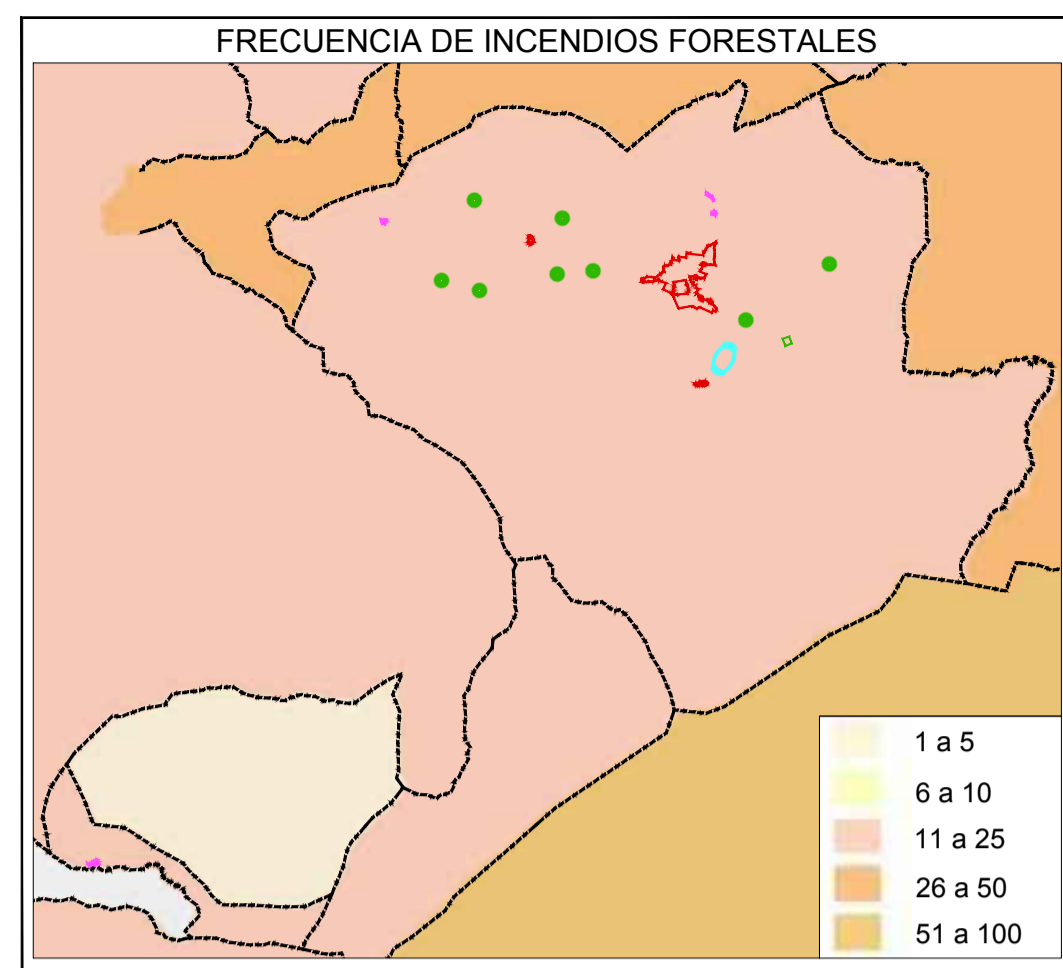 FRECUENCIA DE INCENDIOS FORESTALES
1 a 5
6 a 10
11 a 25
26 a 50
51 a 100